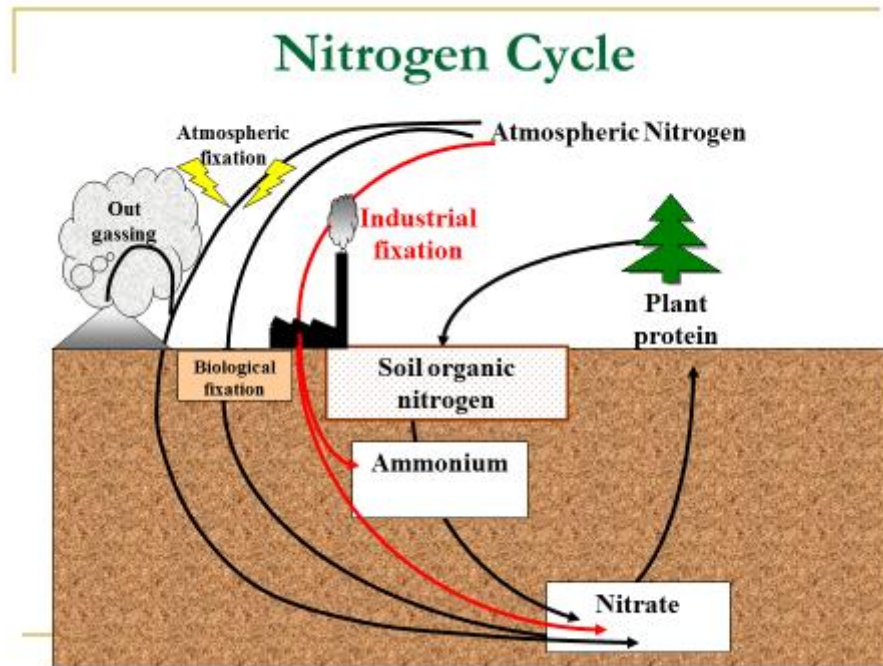 Nitrogen Cycle
Atmospheric
fixation
Atmospheric Nitrogen
Out
gassing
Industrial
fixation
Plant
protein
Biological
fixation
Soil organic
nitrogen
Ammonium
Nitrate